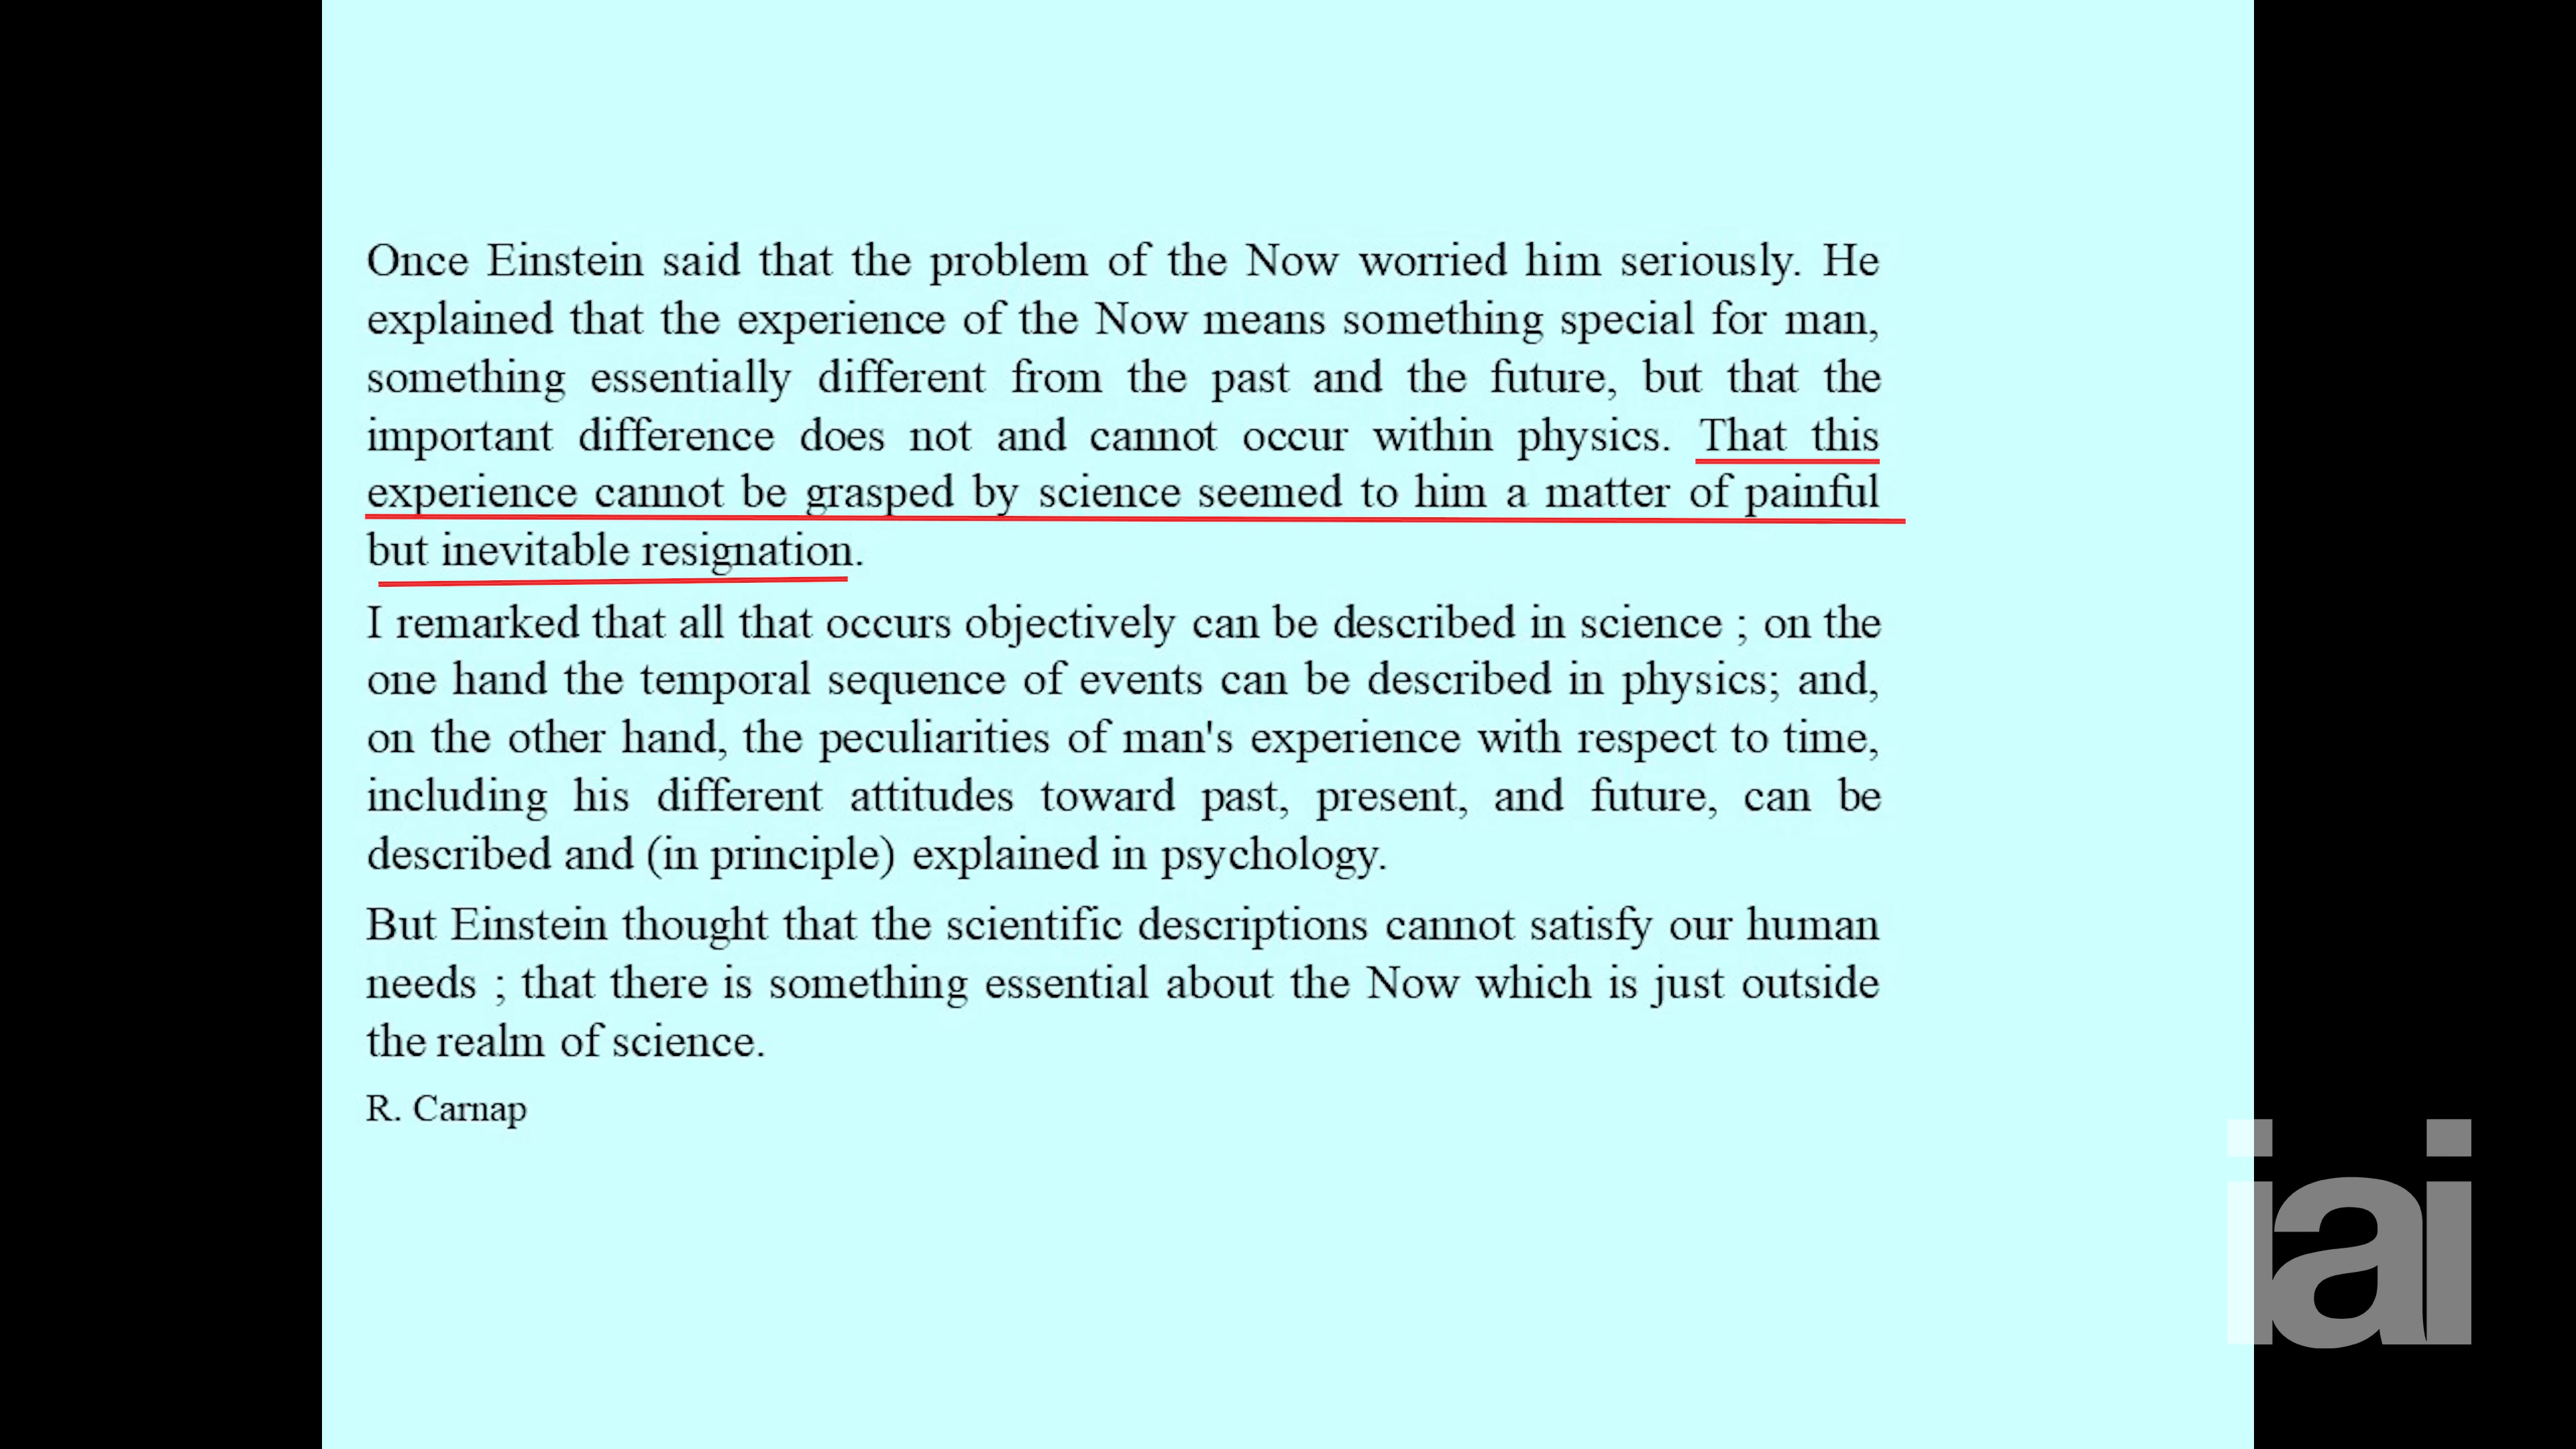 Once Einstein said that the problem of the Now worried him seriously. He
explained that the experience of the Now means something special for man,
something essentially different from the past and the future, but that the
important difference does not and cannot occur within physics. That this
experience cannot be grasped by science seemed to him a matter of painful
but inevitable resignation.
I remarked that all that occurs objectively can be described in science ; on the
one hand the temporal sequence of events can be described in physics; and,
on the other hand, the peculiarities of man's experience with respect to time,
including his different attitudes toward past, present, and future, can be
described and (in principle) explained in psychology.
But Einstein thought that the scientific descriptions cannot satisfy our human
needs ; that there is something essential about the Now which is just outside
the realm of science.
R. Carnap
iai